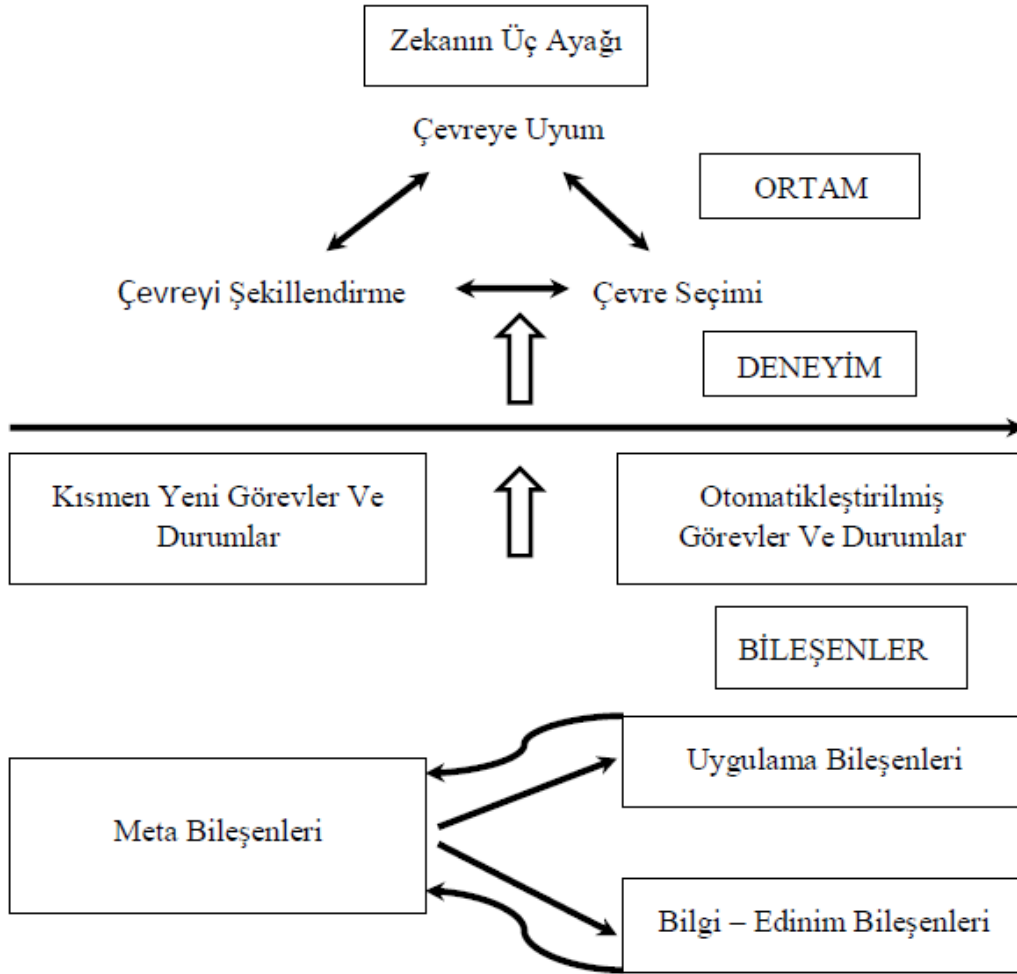 Zekanın Üç Ayağı
Çevreye Uyum
ORTAM
Çevreyi Şekillendirme
Çevre Seçimi
DENEYİM
Kısmen Yeni Görevler Ve
Durumlar
Otomatikleştirilmiş
Görevler Ve Durumlar
BİLEŞENLER
Uygulama Bileşenleri
Meta Bileşenleri
Bilgi – Edinim Bileşenleri